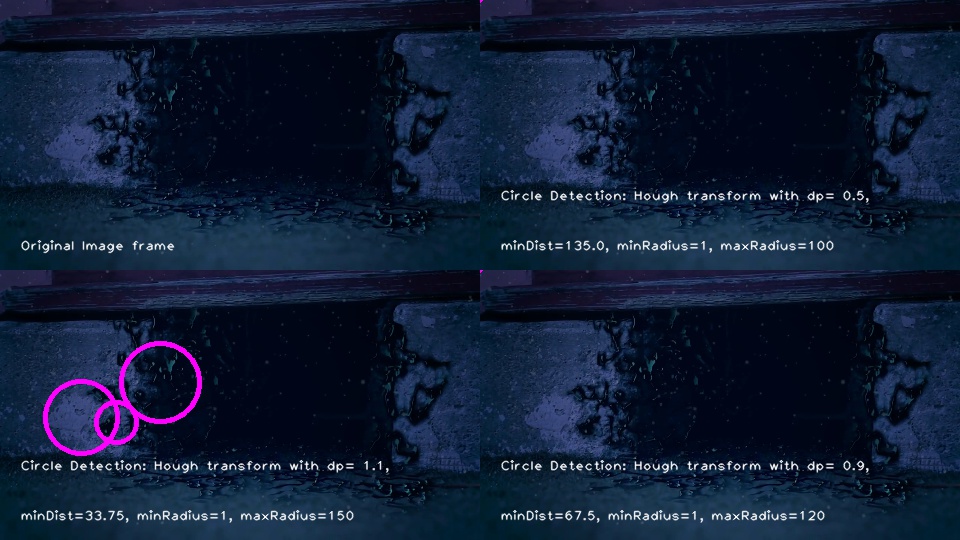 Original Image frame
Circle Detection: Hough transform with dp= 0.5,
minDist=135.0, minRadius=1, maxRadius=100
Circle Detection: Hough transform with dp= 1.1,
minDist=33.75, minRadius=1, maxRadius=150
Circle Detection: Hough transform with dp= 0.9,
minDist=67.5, minRadius=1, maxRadius=120